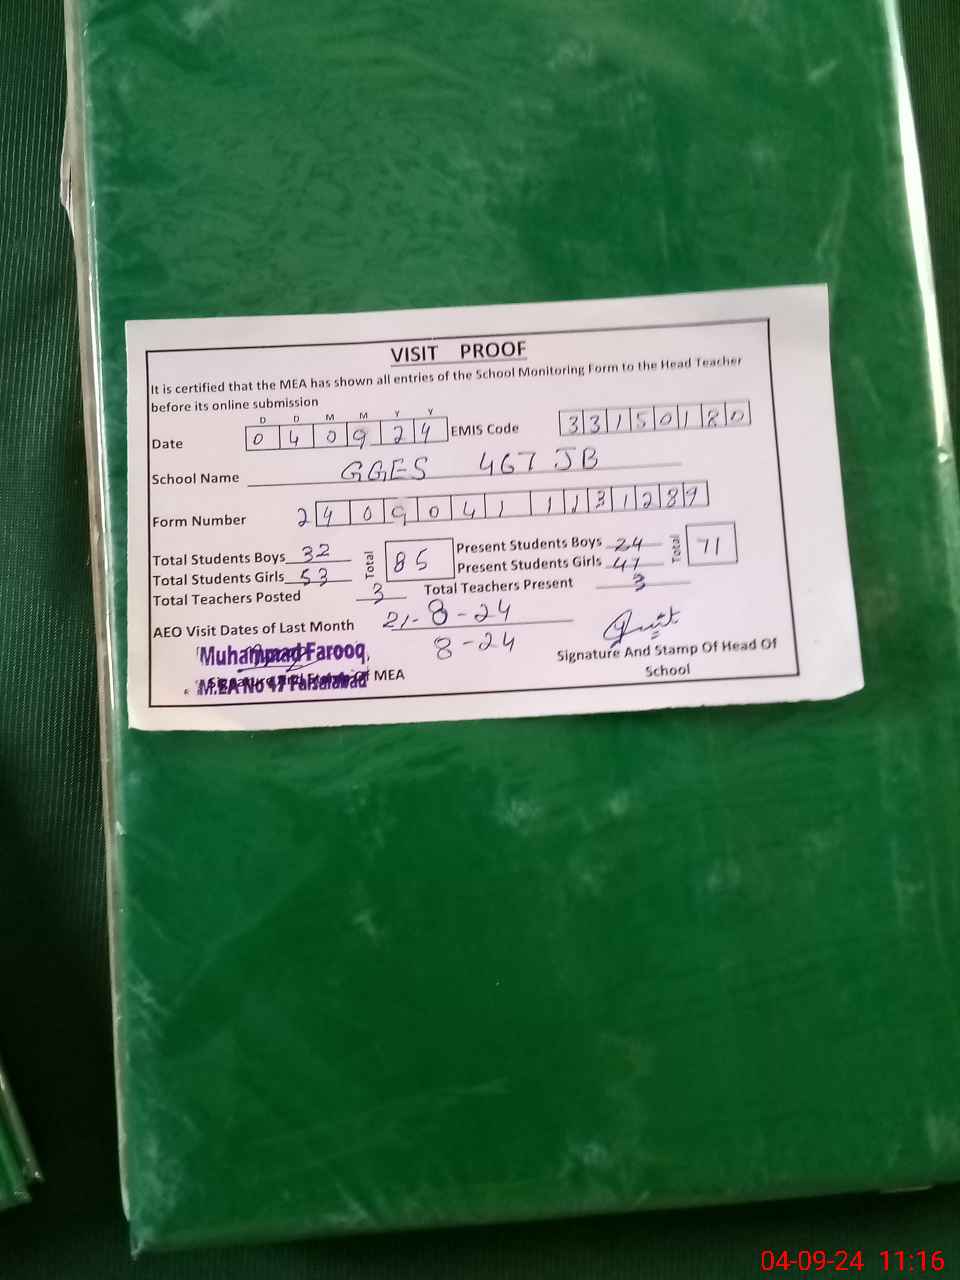 VISIT PROOF
It is certified that the MEA has shown all entries of the School Monitoring Form to the Head Teacher
before its online submission
D D M M Y Y
Date 0 4 0 9 2 4 EMIS Code 3 3 1 5 0 1 8 0
School Name GGES 467 JB
Form Number 2 4 0 9 0 4 1 1 1 3 1 2 8 9
Total Students Boys 32 Total 85 Present Students Boys 24 Total 71
Total Students Girls 53 Present Students Girls 47
Total Teachers Posted 3 Total Teachers Present 3
AEO Visit Dates of Last Month 21-8-24
8-24
Muhammad Farooq
Signature And Stamp Of Head Of
School
M.EA No 47 Faisalabad
Signature and Stamp Of MEA
04-09-24 11:16